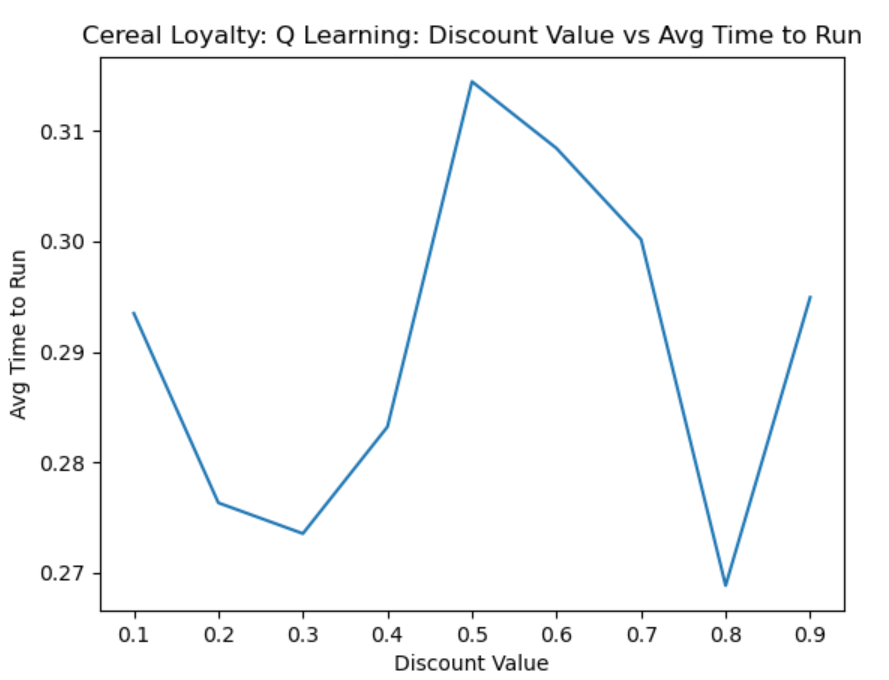 Cereal Loyalty: Q Learning: Discount Value vs Avg Time to Run
Avg Time to Run
0.31
0.30
0.29
0.28
0.27
0.1 0.2 0.3 0.4 0.5 0.6 0.7 0.8 0.9
Discount Value